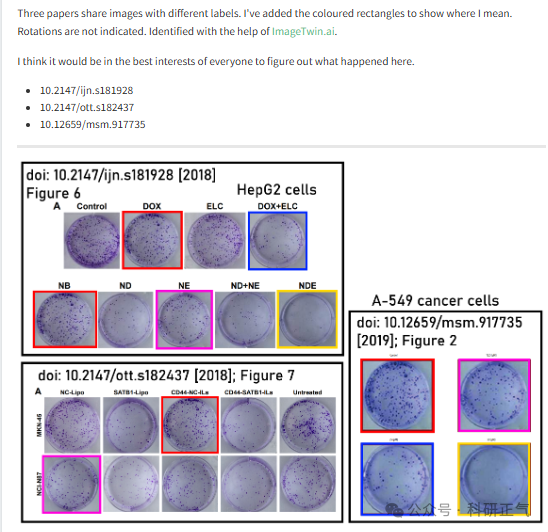 Three papers share images with different labels. I've added the coloured rectangles to show where I mean.
Rotations are not indicated. Identified with the help of ImageTwin.ai.
I think it would be in the best interests of everyone to figure out what happened here.
• 10.2147/ijn.s181928
• 10.2147/ott.s182437
• 10.12659/msm.917735
doi: 10.2147/ijn.s181928 [2018]
Figure 6
HepG2 cells
A Control DOX ELC DOX+ELC
NB ND NE ND+NE NDE
A-549 cancer cells
doi: 10.12659/msm.917735
[2019]; Figure 2
doi: 10.2147/ott.s182437 [2018]; Figure 7
A NC-Lipo SATB1-Lipo CD44-NC-ILs CD44-SATB1-ILs Untreated
MKN-45
NCI-N87
公众号 · 科研正气